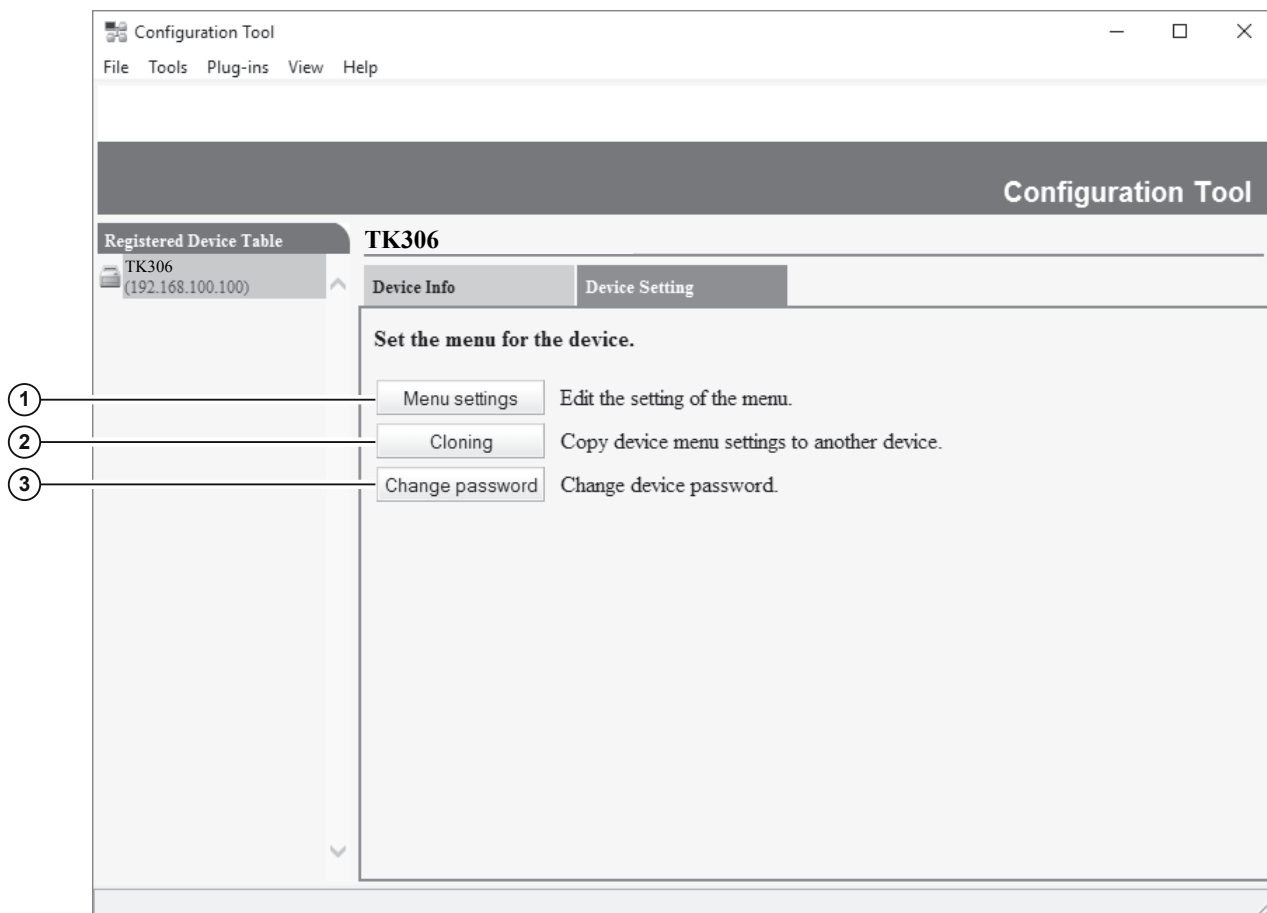 Configuration Tool
File Tools Plug-ins View Help
Configuration Tool
Registered Device Table
TK306
(192.168.100.100)
TK306
Device Info Device Setting
Set the menu for the device.
1 Menu settings Edit the setting of the menu.
2 Cloning Copy device menu settings to another device.
3 Change password Change device password.